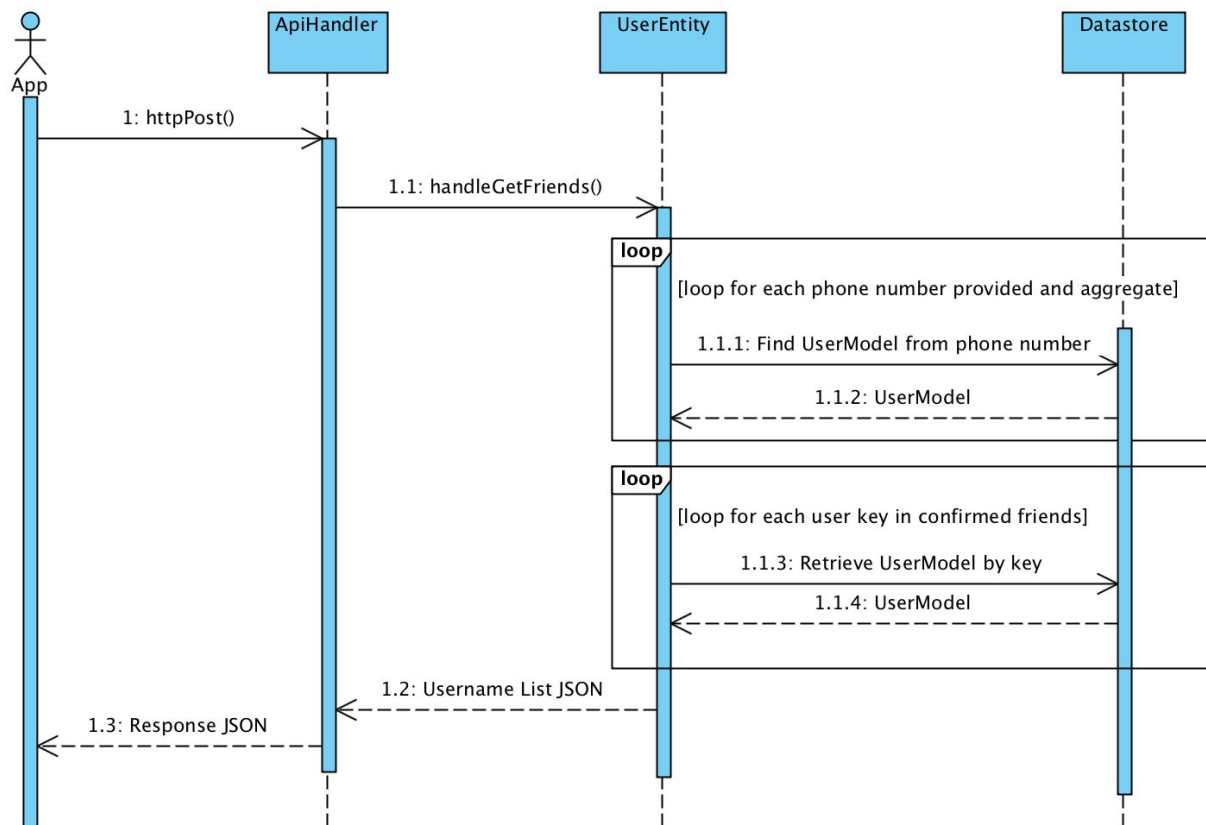 ApiHandler
UserEntity
Datastore
App
1: httpPost()
1.1: handleGetFriends()
loop
[loop for each phone number provided and aggregate]
1.1.1: Find UserModel from phone number
1.1.2: UserModel
loop
[loop for each user key in confirmed friends]
1.1.3: Retrieve UserModel by key
1.1.4: UserModel
1.2: Username List JSON
1.3: Response JSON